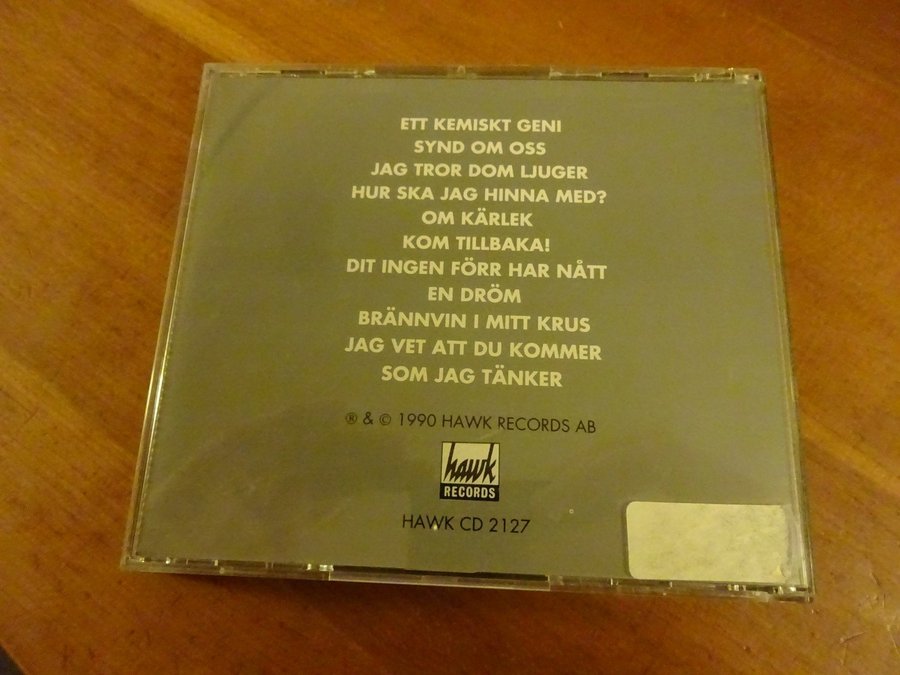 ETT KEMISKT GENI
SYND OM OSS
JAG TROR DOM LJUGER
HUR SKA JAG HINNA MED?
OM KÄRLEK
KOM TILLBAKA!
DIT INGEN FÖRR HAR NÅTT
EN DRÖM
BRÄNNVIN I MITT KRUS
JAG VET ATT DU KOMMER
SOM JAG TÄNKER
® & © 1990 HAWK RECORDS AB
hawk
RECORDS
HAWK CD 2127